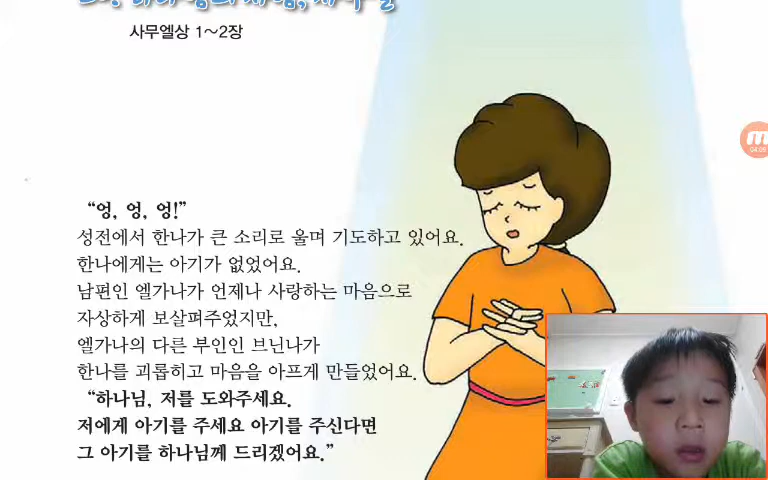 사무엘상 1~2장
“엉, 엉, 엉!”
성전에서 한나가 큰 소리로 울며 기도하고 있어요.
한나에게는 아기가 없었어요.
남편인 엘가나가 언제나 사랑하는 마음으로
자상하게 보살펴주었지만,
엘가나의 다른 부인인 브닌나가
한나를 괴롭히고 마음을 아프게 만들었어요.
“하나님, 저를 도와주세요.
저에게 아기를 주세요 아기를 주신다면
그 아기를 하나님께 드리겠어요.”
04:06